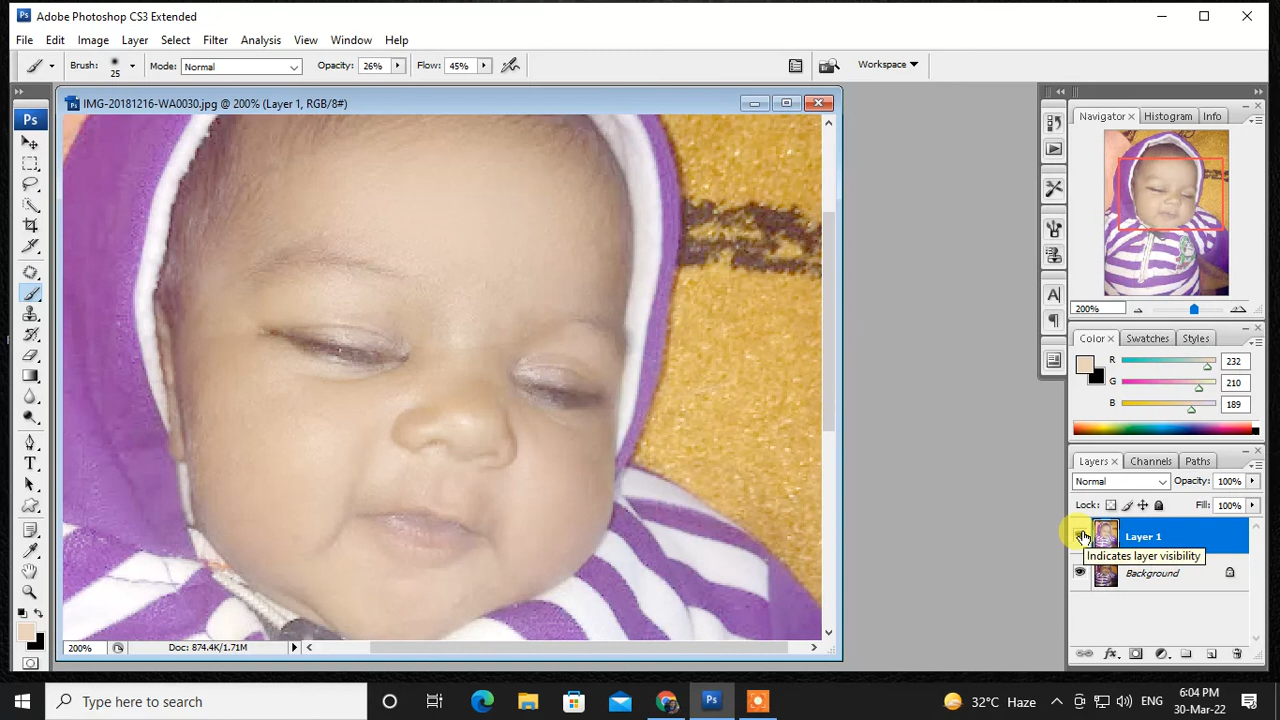 Adobe Photoshop CS3 Extended
File Edit Image Layer Select Filter Analysis View Window Help
Brush: 25 Mode: Normal Opacity: 26% Flow: 45% Workspace
Ps
IMG-20181216-WA0030.jpg @ 200% (Layer 1, RGB/8#)
Navigator Histogram Info
200%
Color Swatches Styles
R 232
G 210
B 189
Layers Channels Paths
Normal Opacity: 100%
Lock: Fill: 100%
Layer 1
Indicates layer visibility
Background
200% Doc: 874.4K/1.71M
Type here to search
Ps
32°C Haze
ENG
6:04 PM
30-Mar-22